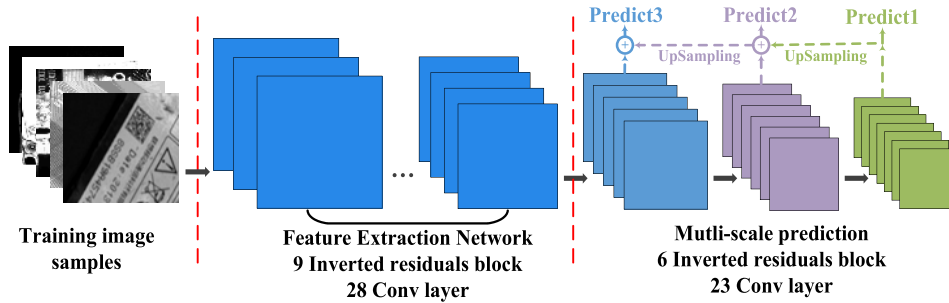 Predict3 Predict2 Predict1
UpSampling UpSampling
...
Training image
samples
Feature Extraction Network
9 Inverted residuals block
28 Conv layer
Mutli-scale prediction
6 Inverted residuals block
23 Conv layer